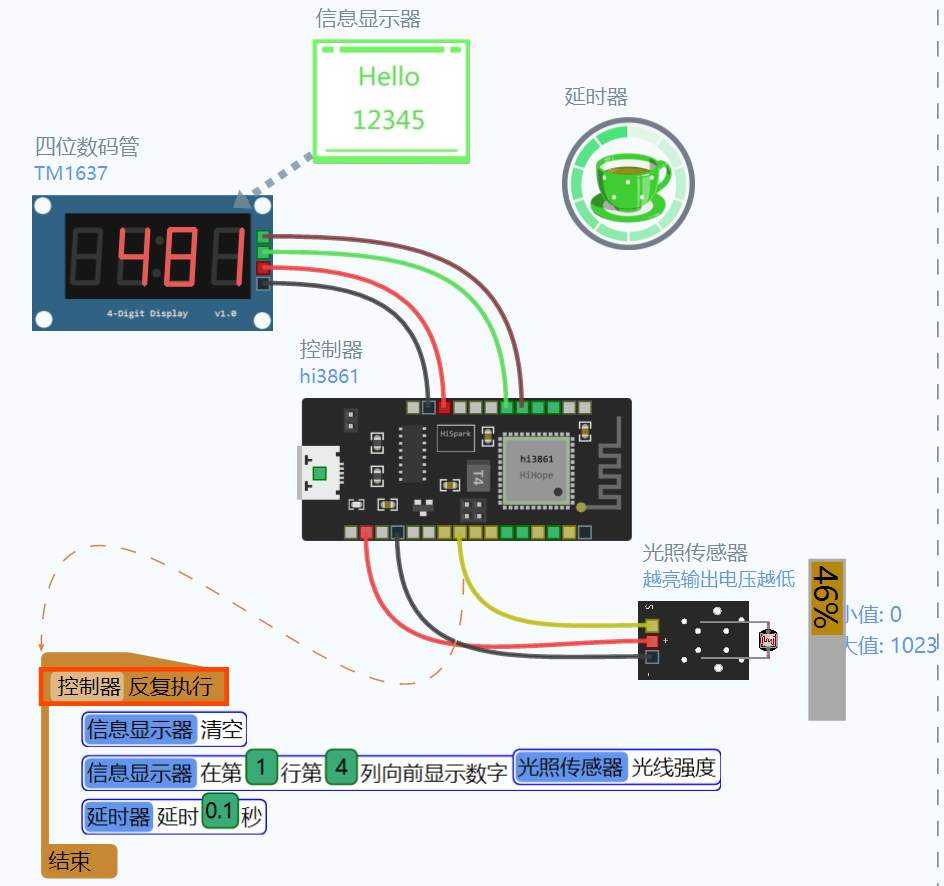 信息显示器
Hello
12345
延时器
四位数码管
TM1637
481
4-Digit Display v1.0
控制器
hi3861
HiSpark
hi3861
HiHope
T4
光照传感器
越亮输出电压越低
S
+
-
46%
小值: 0
大值: 1023
控制器 反复执行
信息显示器 清空
信息显示器 在第 1 行第 4 列向前显示数字 光照传感器 光线强度
延时器 延时 0.1 秒
结束